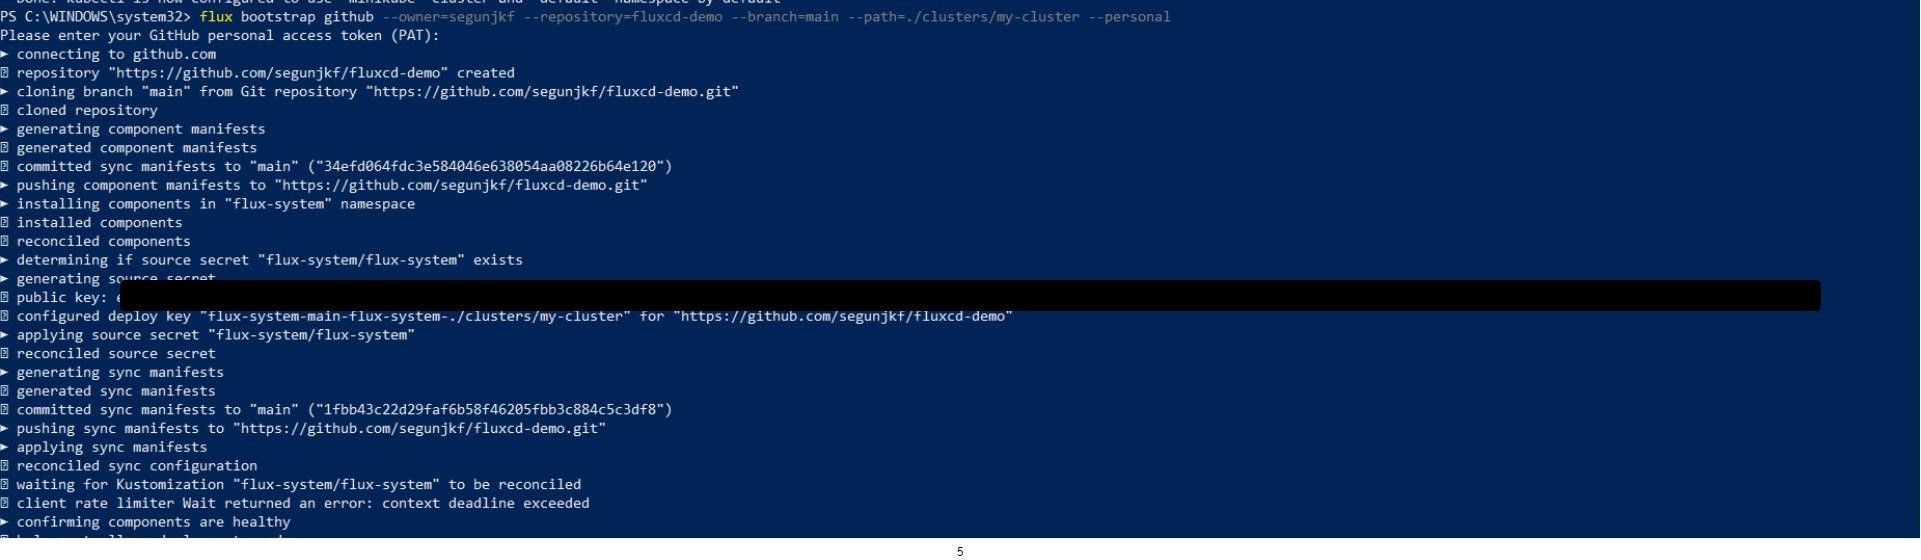 PS C:\WINDOWS\system32> flux bootstrap github --owner=segunjkf --repository=fluxcd-demo --branch=main --path=./clusters/my-cluster --personal
Please enter your GitHub personal access token (PAT):
► connecting to github.com
repository "https://github.com/segunjkf/fluxcd-demo" created
► cloning branch "main" from Git repository "https://github.com/segunjkf/fluxcd-demo.git"
cloned repository
► generating component manifests
generated component manifests
committed sync manifests to "main" ("34efd064fdc3e584046e638054aa08226b64e120")
► pushing component manifests to "https://github.com/segunjkf/fluxcd-demo.git"
► installing components in "flux-system" namespace
installed components
reconciled components
► determining if source secret "flux-system/flux-system" exists
► generating source secret
public key:
configured deploy key "flux-system-main-flux-system-./clusters/my-cluster" for "https://github.com/segunjkf/fluxcd-demo"
► applying source secret "flux-system/flux-system"
reconciled source secret
► generating sync manifests
generated sync manifests
committed sync manifests to "main" ("1fbb43c22d29faf6b58f46205fbb3c884c5c3df8")
► pushing sync manifests to "https://github.com/segunjkf/fluxcd-demo.git"
► applying sync manifests
reconciled sync configuration
waiting for Kustomization "flux-system/flux-system" to be reconciled
client rate limiter Wait returned an error: context deadline exceeded
► confirming components are healthy
5